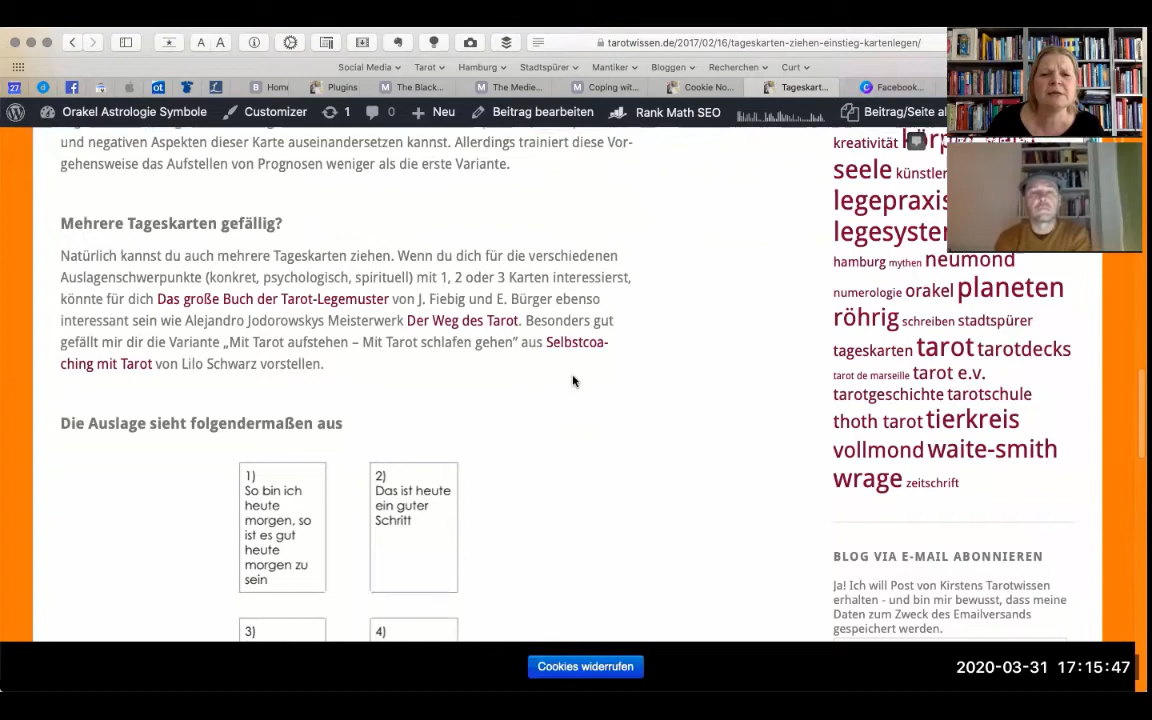 tarotwissen.de/2017/02/16/tageskarten-ziehen-einstieg-kartenlegen/
Social Media Tarot Hamburg Stadtspürer Mantiker Bloggen Recherchen Curt
27 Home Plugins The Black... The Medie... Coping wit... Cookie No... Tageskart... Facebook...
Orakel Astrologie Symbole Customizer 1 0 Neu Beitrag bearbeiten Rank Math SEO Beitrag/Seite
und negativen Aspekten dieser Karte auseinandersetzen kannst. Allerdings trainiert diese Vor-
gehensweise das Aufstellen von Prognosen weniger als die erste Variante.
Mehrere Tageskarten gefällig?
Natürlich kannst du auch mehrere Tageskarten ziehen. Wenn du dich für die verschiedenen
Auslagenschwerpunkte (konkret, psychologisch, spirituell) mit 1, 2 oder 3 Karten interessierst,
könnte für dich Das große Buch der Tarot-Legemuster von J. Fiebig und E. Bürger ebenso
interessant sein wie Alejandro Jodorowskys Meisterwerk Der Weg des Tarot. Besonders gut
gefällt mir dir die Variante „Mit Tarot aufstehen – Mit Tarot schlafen gehen” aus Selbstcoa-
ching mit Tarot von Lilo Schwarz vorstellen.
Die Auslage sieht folgendermaßen aus
1)
So bin ich
heute
morgen, so
ist es gut
heute
morgen zu
sein
2)
Das ist heute
ein guter
Schritt
3)
4)
kreativität
seele künstler
legepraxis
legesysteme
hamburg mythen neumond
numerologie orakel planeten
röhrig schreiben stadtspürer
tageskarten tarot tarotdecks
tarot de marseille tarot e.v.
tarotgeschichte tarotschule
thoth tarot tierkreis
vollmond waite-smith
wrage zeitschrift
BLOG VIA E-MAIL ABONNIEREN
Ja! Ich will Post von Kirstens Tarotwissen
erhalten - und bin mir bewusst, dass meine
Daten zum Zweck des Emailversands
gespeichert werden.
Cookies widerrufen
2020-03-31 17:15:47